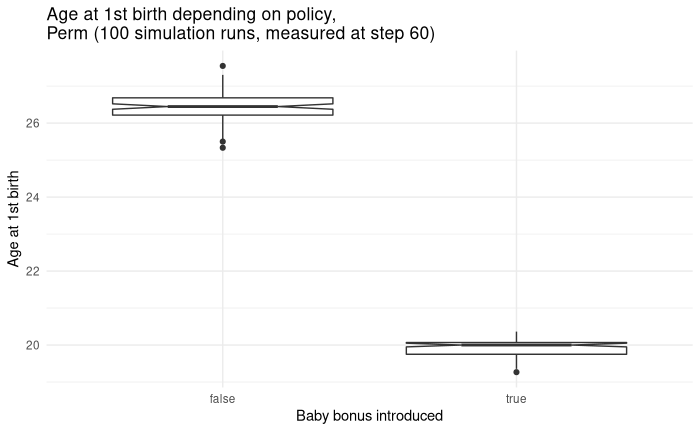 Age at 1st birth depending on policy,
Perm (100 simulation runs, measured at step 60)
Age at 1st birth
26
24
22
20
false
true
Baby bonus introduced